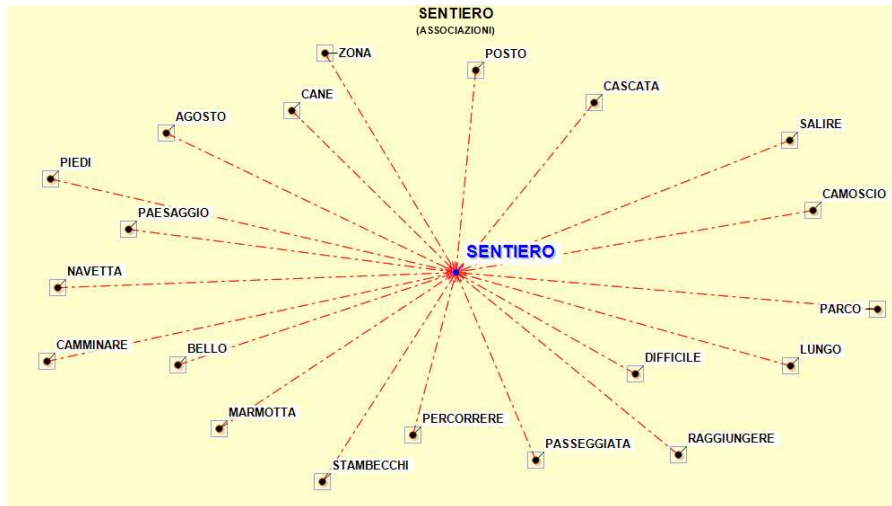 SENTIERO
(ASSOCIAZIONI)
ZONA
POSTO
CASCATA
CANE
AGOSTO
SALIRE
PIEDI
CAMOSCIO
PAESAGGIO
SENTIERO
NAVETTA
PARCO
CAMMINARE
BELLO
DIFFICILE
LUNGO
MARMOTTA
PERCORRERE
PASSEGGIATA
RAGGIUNGERE
STAMBECCHI